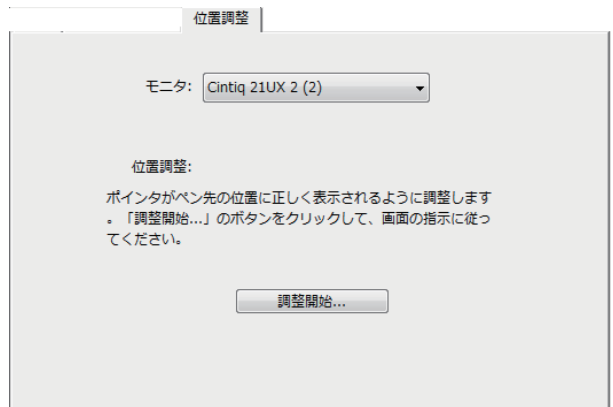 位置調整
モニタ: Cintiq 21UX 2 (2)
位置調整:
ポインタがペン先の位置に正しく表示されるように調整します
。「調整開始...」のボタンをクリックして、画面の指示に従っ
てください。
調整開始...